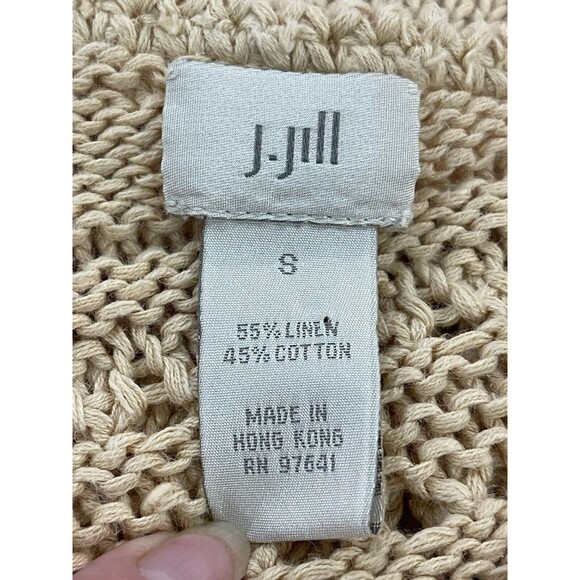 J.Jill
S
55% LINEN
45% COTTON
MADE IN
HONG KONG
RN 97641